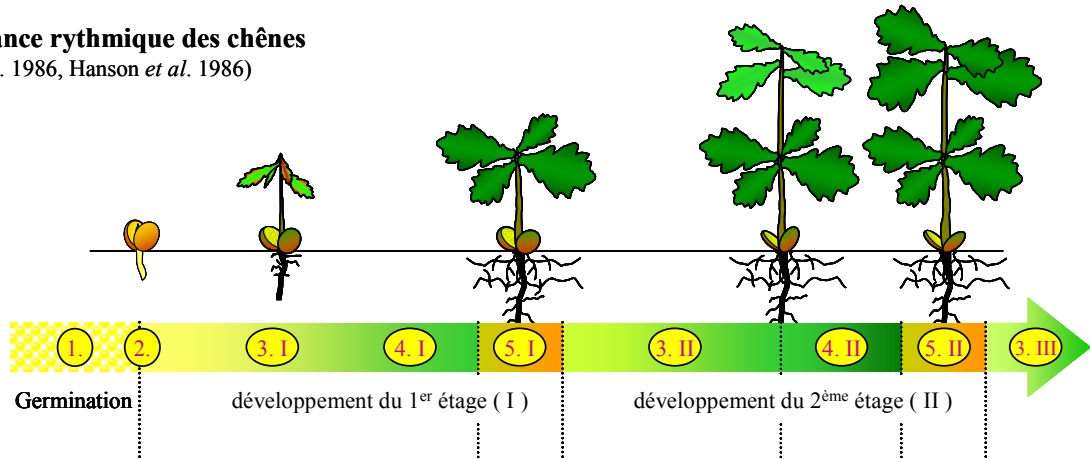 ance rythmique des chênes
. 1986, Hanson et al. 1986)
1. 2. 3. I 4. I 5. I 3. II 4. II 5. II 3. III
Germination développement du 1er étage ( I ) développement du 2ème étage ( II )